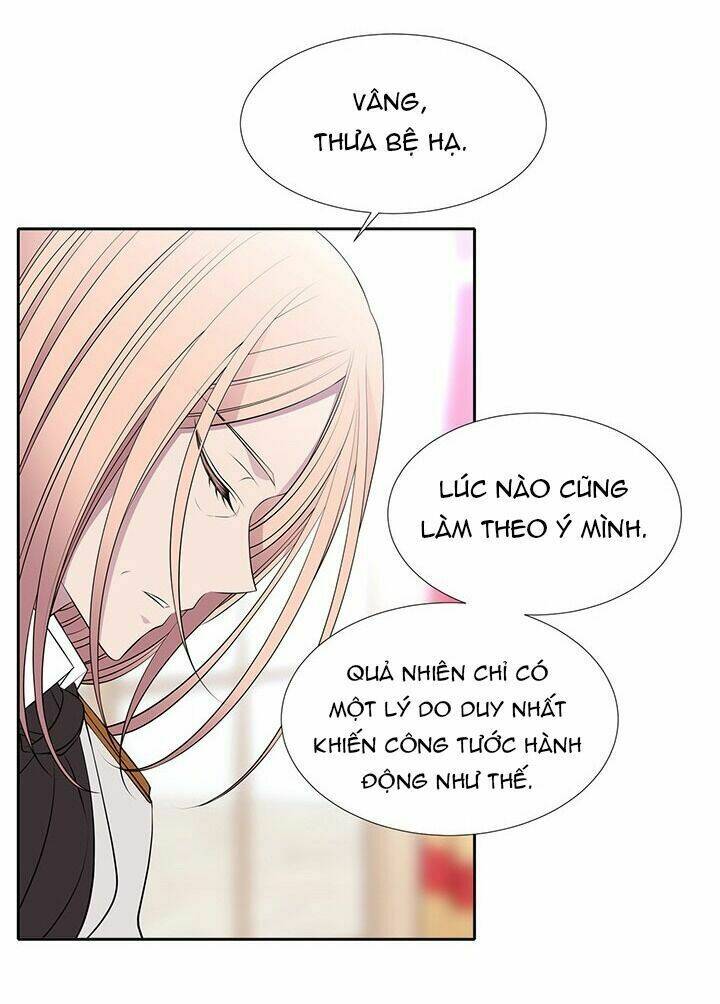 VÂNG,
THƯA BỆ HẠ.
LÚC NÀO CŨNG
LÀM THEO Ý MÌNH.
QUẢ NHIÊN CHỈ CÓ
MỘT LÝ DO DUY NHẤT
KHIẾN CÔNG TƯỚC HÀNH
ĐỘNG NHƯ THẾ.